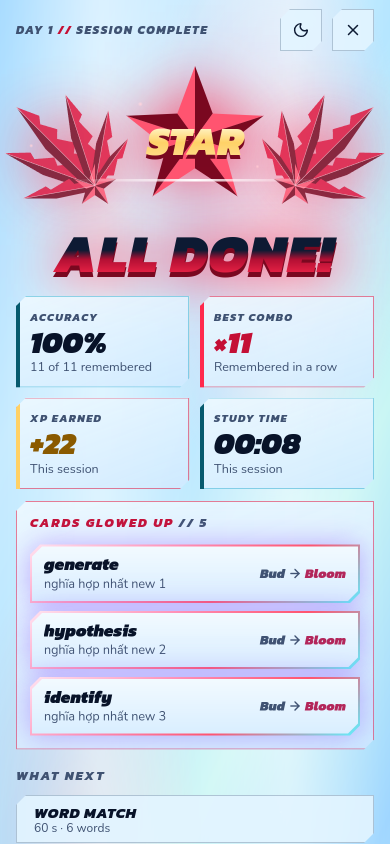 DAY 1 // SESSION COMPLETE
STAR
ALL DONE!
ACCURACY
100%
11 of 11 remembered
BEST COMBO
×11
Remembered in a row
XP EARNED
+22
This session
STUDY TIME
00:08
This session
CARDS GLOWED UP // 5
generate
nghĩa hợp nhất new 1
Bud → Bloom
hypothesis
nghĩa hợp nhất new 2
Bud → Bloom
identify
nghĩa hợp nhất new 3
Bud → Bloom
WHAT NEXT
WORD MATCH
60 s · 6 words